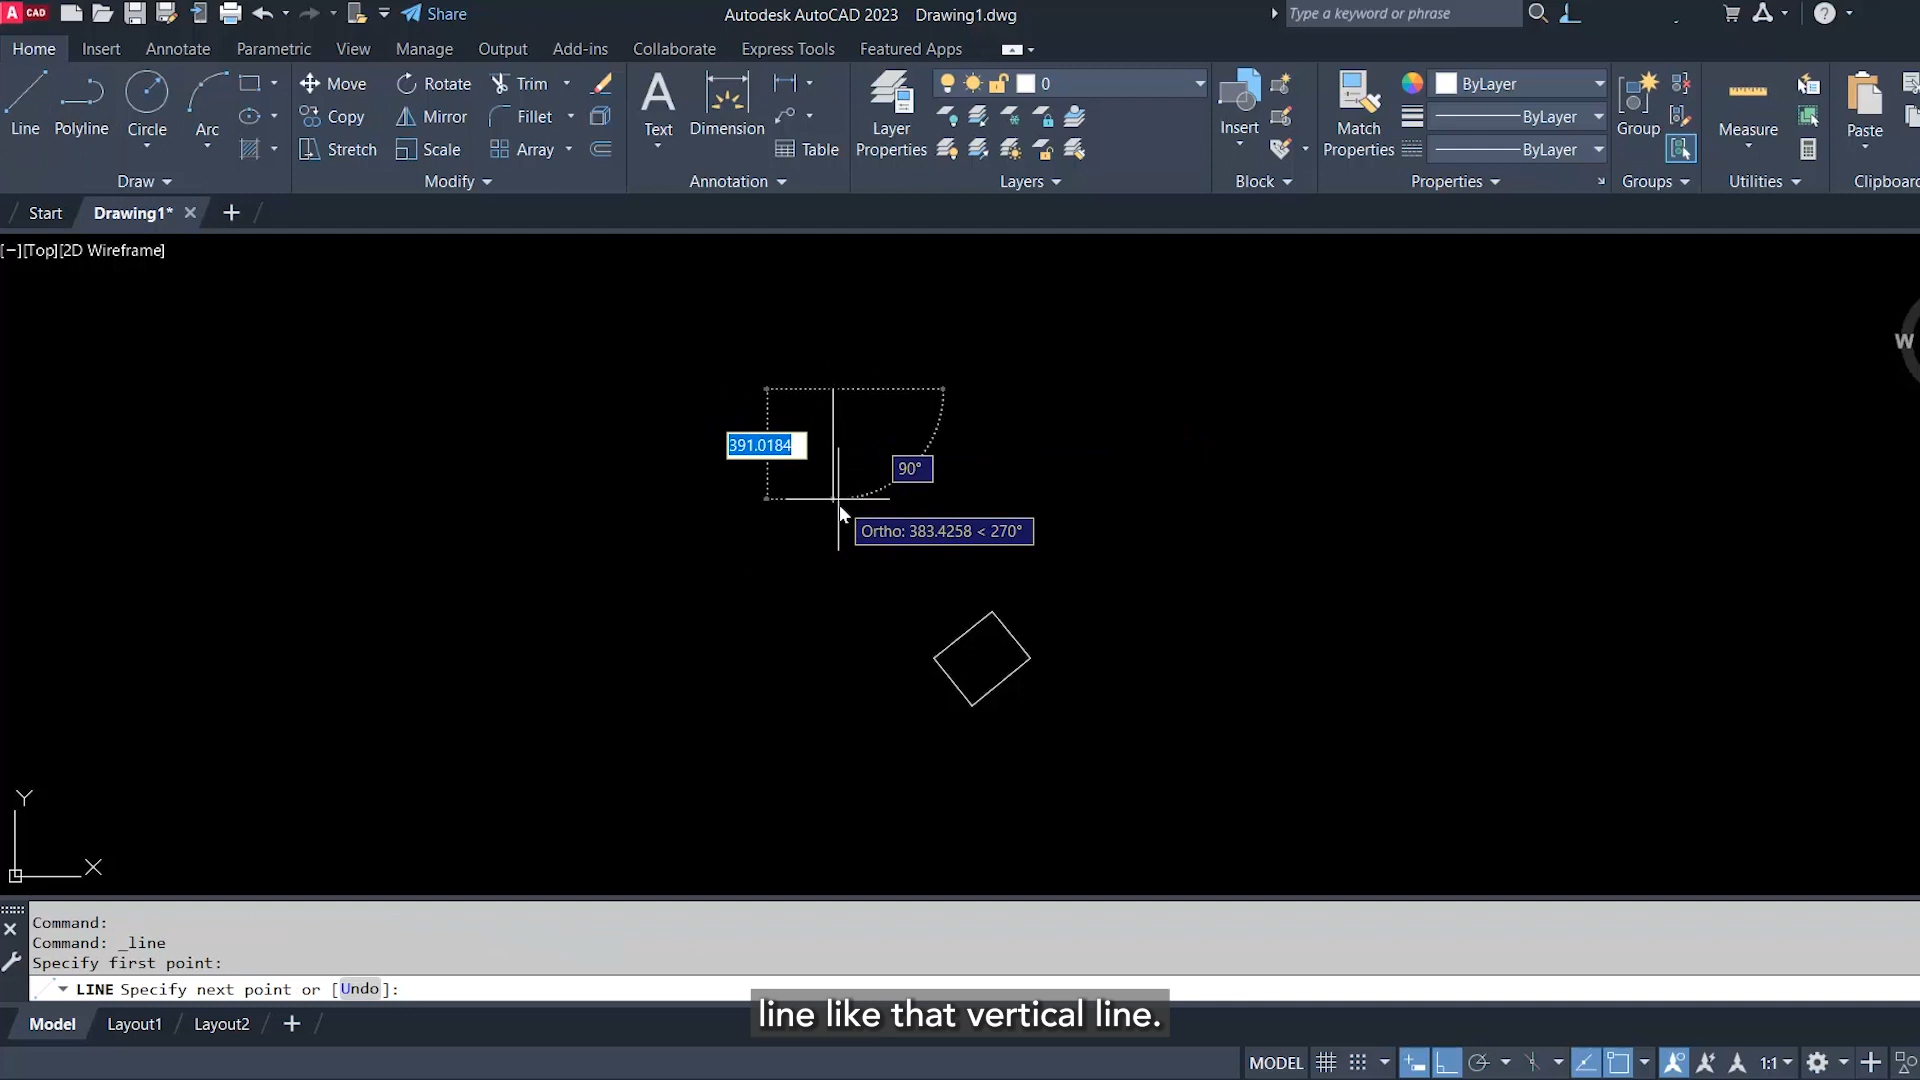 A CAD
Share
Autodesk AutoCAD 2023 Drawing1.dwg
Type a keyword or phrase
?
Home Insert Annotate Parametric View Manage Output Add-ins Collaborate Express Tools Featured Apps
Line Polyline Circle Arc
Move Rotate Trim
Copy Mirror Fillet
Stretch Scale Array
A Text Dimension Table
Layer Properties
0
Insert
Match Properties
ByLayer
ByLayer
ByLayer
Group
Measure
Paste
Draw Modify Annotation Layers Block Properties Groups Utilities Clipboard
Start Drawing1* +
[−][Top][2D Wireframe]
W
391.0184
90°
Ortho: 383.4258 < 270°
Y
X
Command:
Command: _line
Specify first point:
LINE Specify next point or [Undo]:
line like that vertical line.
Model Layout1 Layout2 +
MODEL 1:1